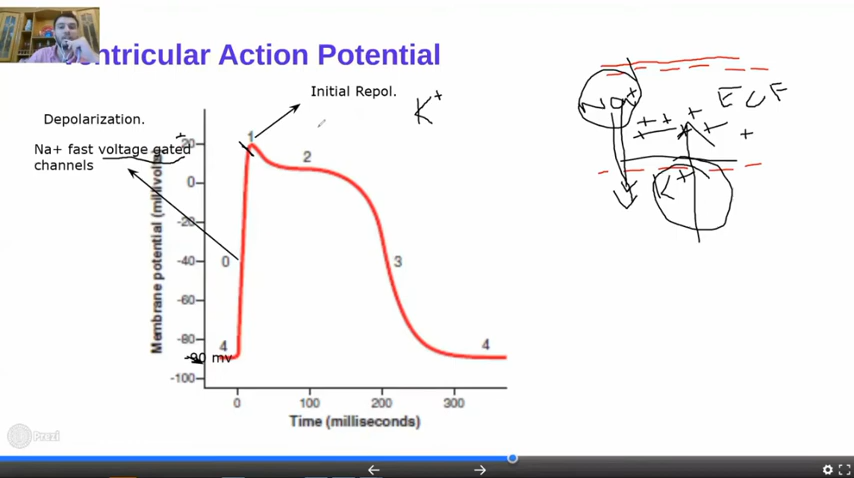 Ventricular Action Potential
Initial Repol.
K+
Depolarization.
Na+ fast voltage gated
channels
+
Membrane potential (millivolts)
+20
0
-20
-40
-60
-80
-100
-90 mv
4
0
1
2
3
4
0
100
200
300
Time (milliseconds)
Na+
ECF
+ + +
+
+
+
+
K+
Prezi